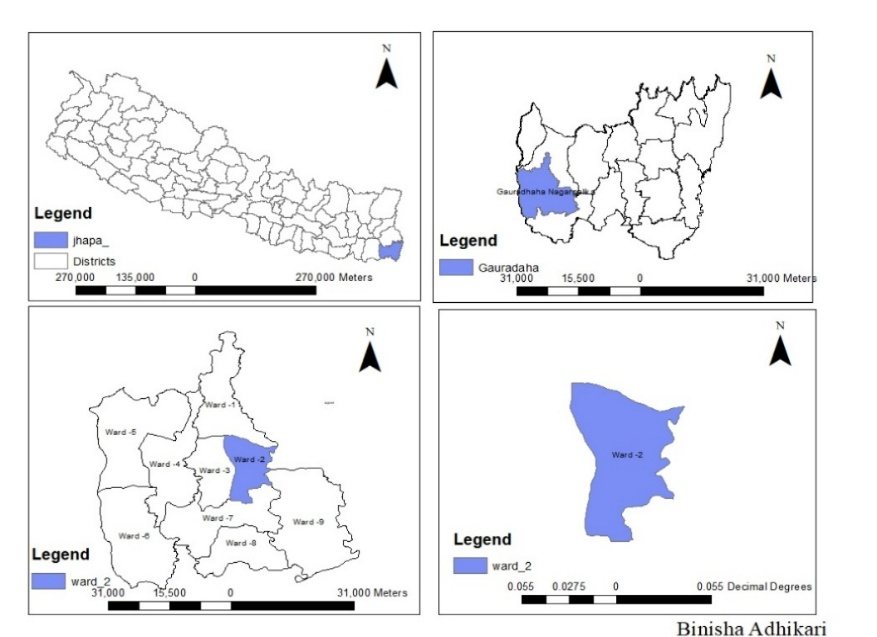 N
Legend
jhapa_
Districts
270,000 135,000 0 270,000 Meters
N
Gauradhaha Nagarpalika
Legend
Gauradaha
31,000 15,500 0 31,000 Meters
N
Ward -1
Ward -5
Ward -2
Ward -4
Ward -3
Ward -7
Ward -9
Ward -6
Ward -8
Legend
ward_2
31,000 15,500 0 31,000 Meters
N
Ward -2
Legend
ward_2
0.055 0.0275 0 0.055 Decimal Degrees
Binisha Adhikari